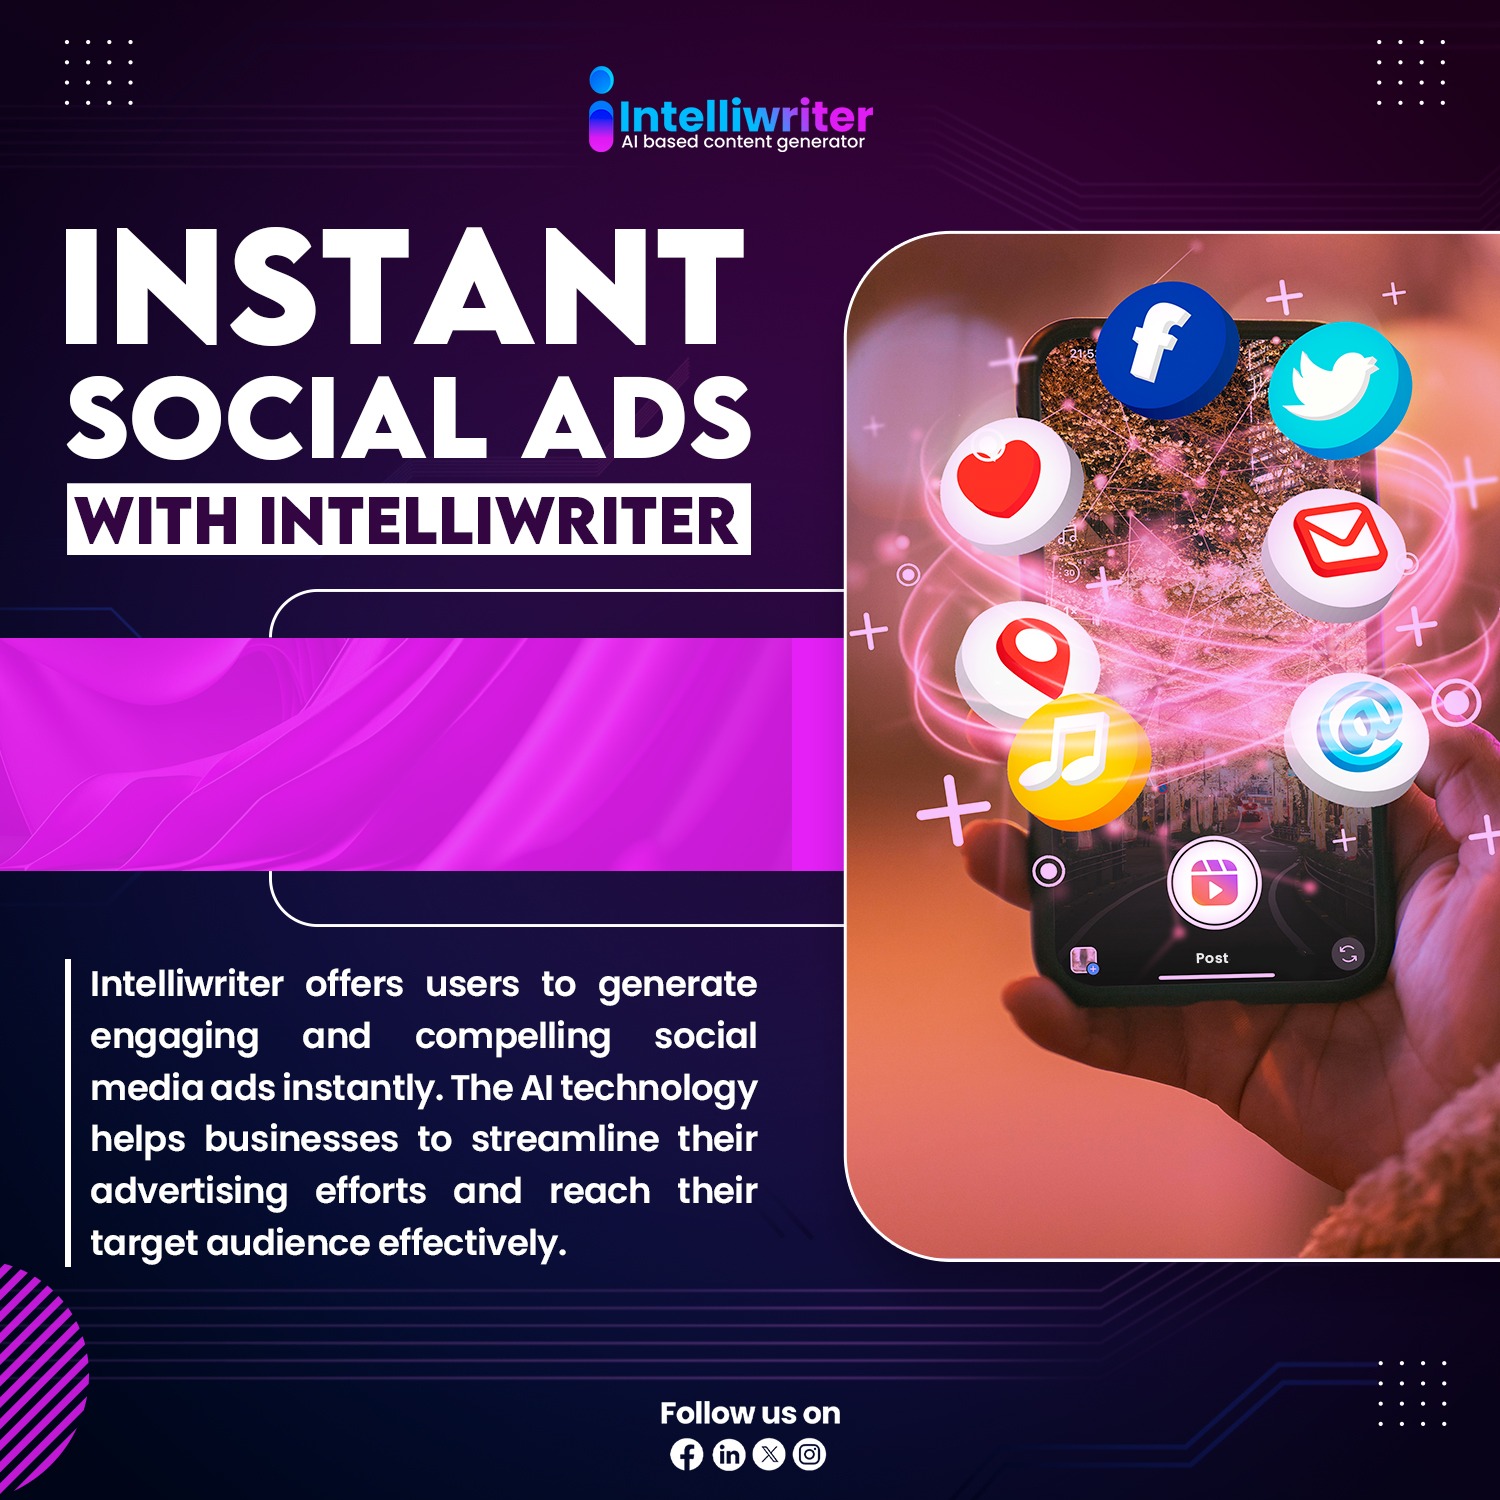 Intelliwriter
AI based content generator
INSTANT
SOCIAL ADS
WITH INTELLIWRITER
Intelliwriter offers users to generate
engaging and compelling social
media ads instantly. The AI technology
helps businesses to streamline their
advertising efforts and reach their
target audience effectively.
Post
Follow us on